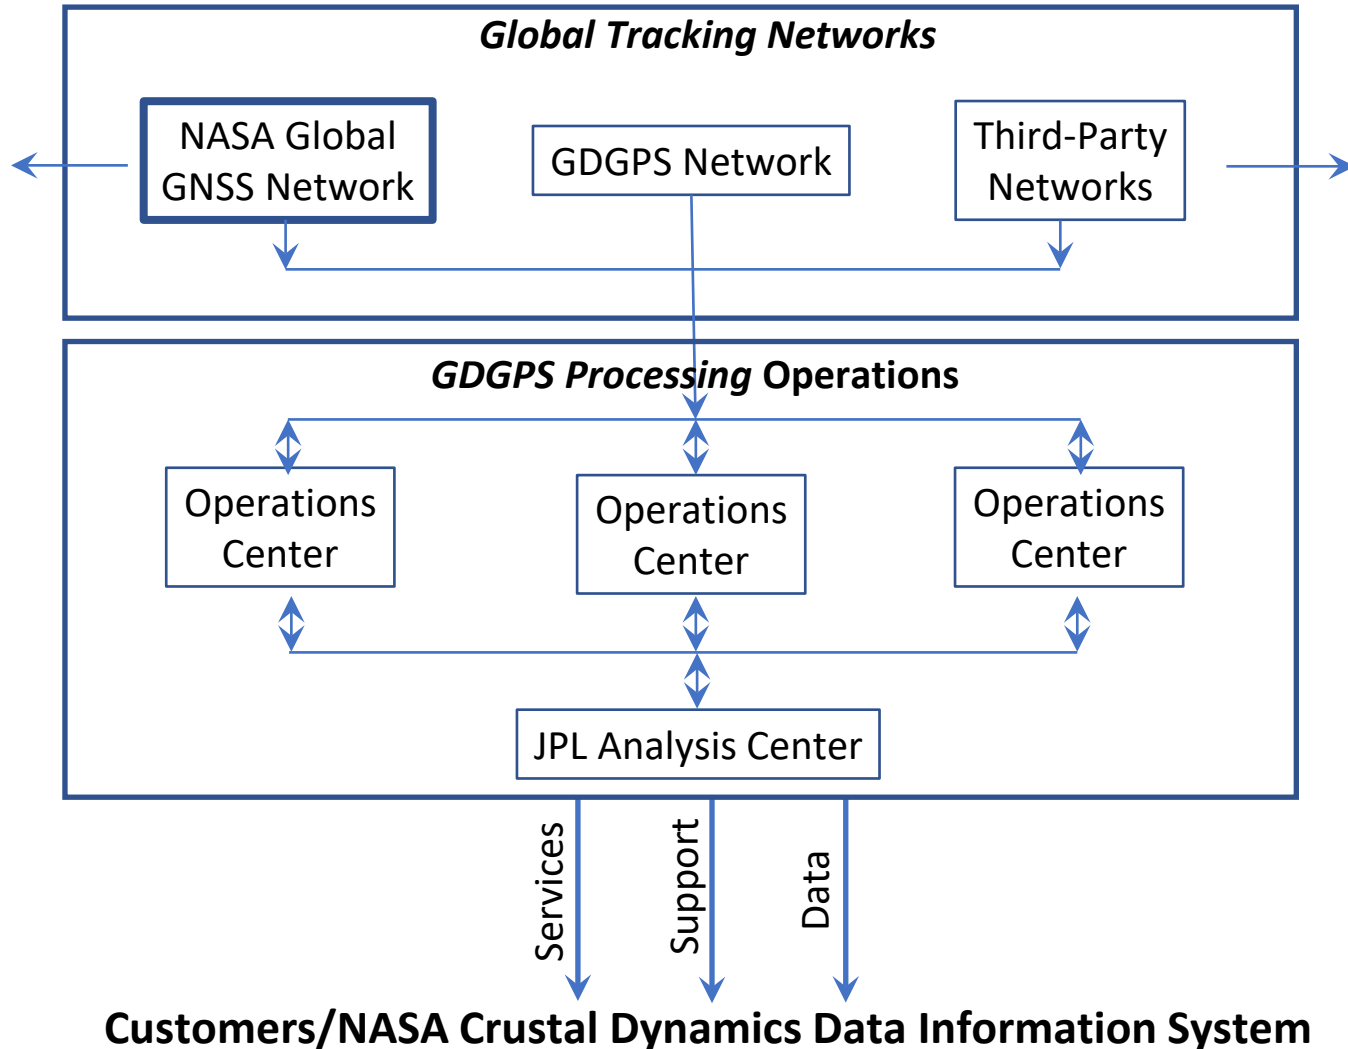 Global Tracking Networks
NASA Global
GNSS Network
GDGPS Network
Third-Party
Networks
GDGPS Processing Operations
Operations
Center
Operations
Center
Operations
Center
JPL Analysis Center
Services
Support
Data
Customers/NASA Crustal Dynamics Data Information System